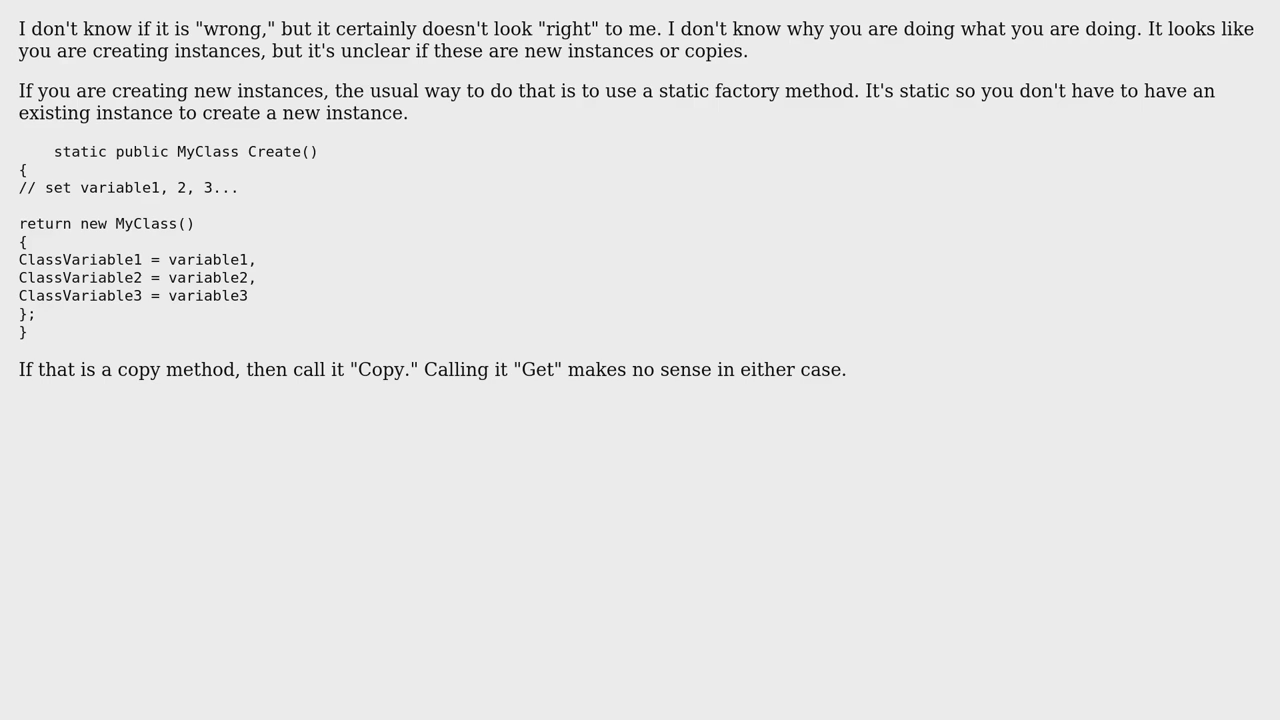 I don't know if it is "wrong," but it certainly doesn't look "right" to me. I don't know why you are doing what you are doing. It looks like
you are creating instances, but it's unclear if these are new instances or copies.
If you are creating new instances, the usual way to do that is to use a static factory method. It's static so you don't have to have an
existing instance to create a new instance.
    static public MyClass Create()
{
// set variable1, 2, 3...
return new MyClass()
{
ClassVariable1 = variable1,
ClassVariable2 = variable2,
ClassVariable3 = variable3
};
}
If that is a copy method, then call it "Copy." Calling it "Get" makes no sense in either case.